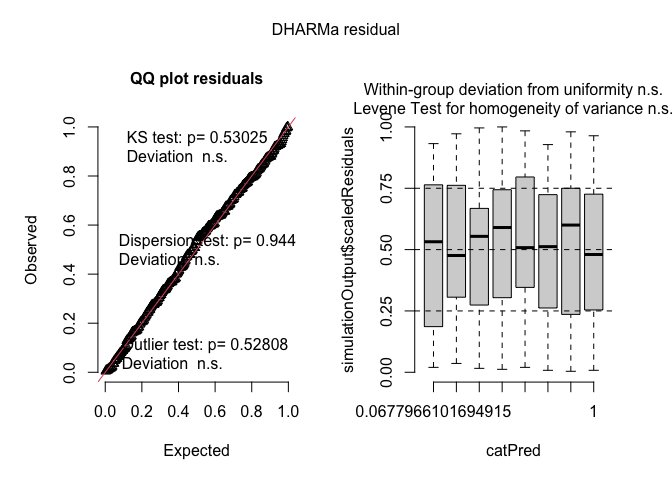 DHARMa residual
QQ plot residuals
KS test: p= 0.53025
Deviation n.s.
Dispersion test: p= 0.944
Deviation n.s.
Outlier test: p= 0.52808
Deviation n.s.
Observed
0.0
0.2
0.4
0.6
0.8
1.0
0.0 0.2 0.4 0.6 0.8 1.0
Expected
Within-group deviation from uniformity n.s.
Levene Test for homogeneity of variance n.s.
simulationOutput$scaledResiduals
0.00
0.25
0.50
0.75
1.00
0.0677966101694915 1
catPred